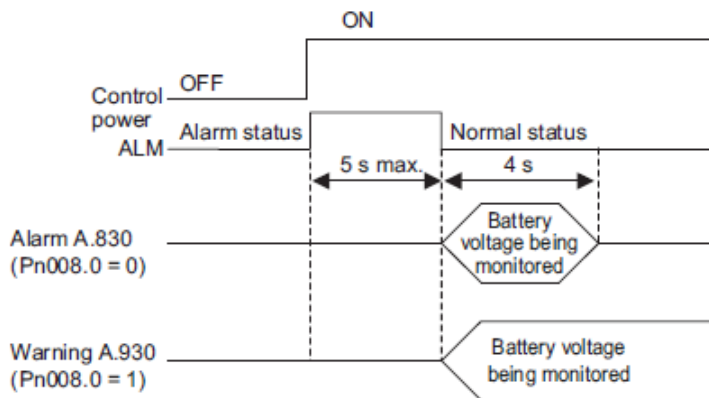 ON
OFF
Control
power
ALM
Alarm status
Normal status
5 s max.
4 s
Alarm A.830
(Pn008.0 = 0)
Battery
voltage being
monitored
Warning A.930
(Pn008.0 = 1)
Battery voltage
being monitored